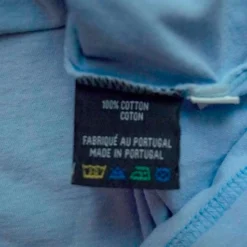 100% COTTON
COTON
FABRIQUÉ AU PORTUGAL
MADE IN PORTUGAL